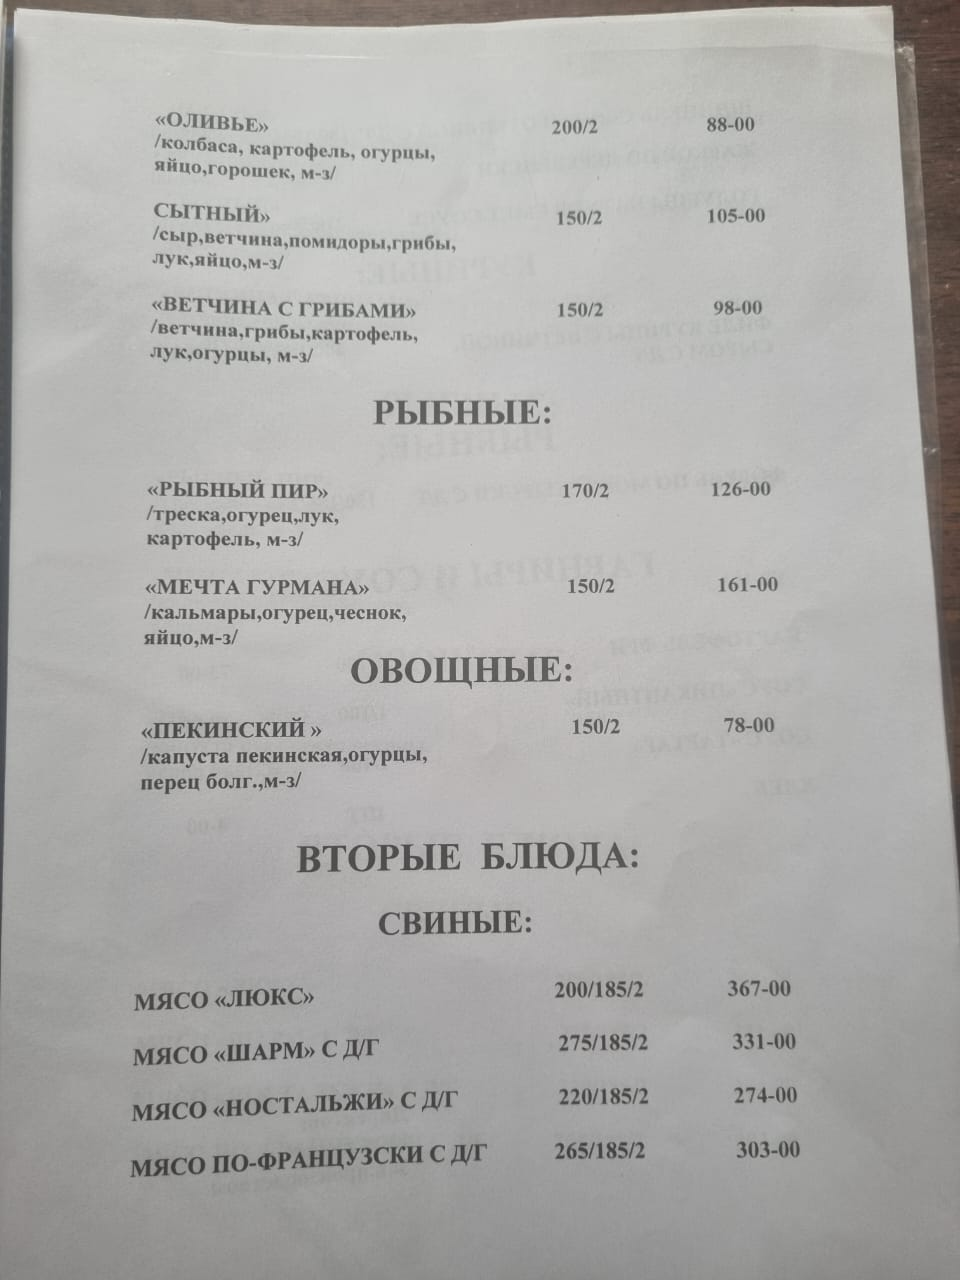 «ОЛИВЬЕ» 200/2 88-00
/колбаса, картофель, огурцы,
яйцо,горошек, м-з/
СЫТНЫЙ» 150/2 105-00
/сыр,ветчина,помидоры,грибы,
лук,яйцо,м-з/
«ВЕТЧИНА С ГРИБАМИ» 150/2 98-00
/ветчина,грибы,картофель,
лук,огурцы, м-з/
РЫБНЫЕ:
«РЫБНЫЙ ПИР» 170/2 126-00
/треска,огурец,лук,
картофель, м-з/
«МЕЧТА ГУРМАНА» 150/2 161-00
/кальмары,огурец,чеснок,
яйцо,м-з/
ОВОЩНЫЕ:
«ПЕКИНСКИЙ » 150/2 78-00
/капуста пекинская,огурцы,
перец болг.,м-з/
ВТОРЫЕ БЛЮДА:
СВИНЫЕ:
МЯСО «ЛЮКС» 200/185/2 367-00
МЯСО «ШАРМ» С Д/Г 275/185/2 331-00
МЯСО «НОСТАЛЬЖИ» С Д/Г 220/185/2 274-00
МЯСО ПО-ФРАНЦУЗСКИ С Д/Г 265/185/2 303-00